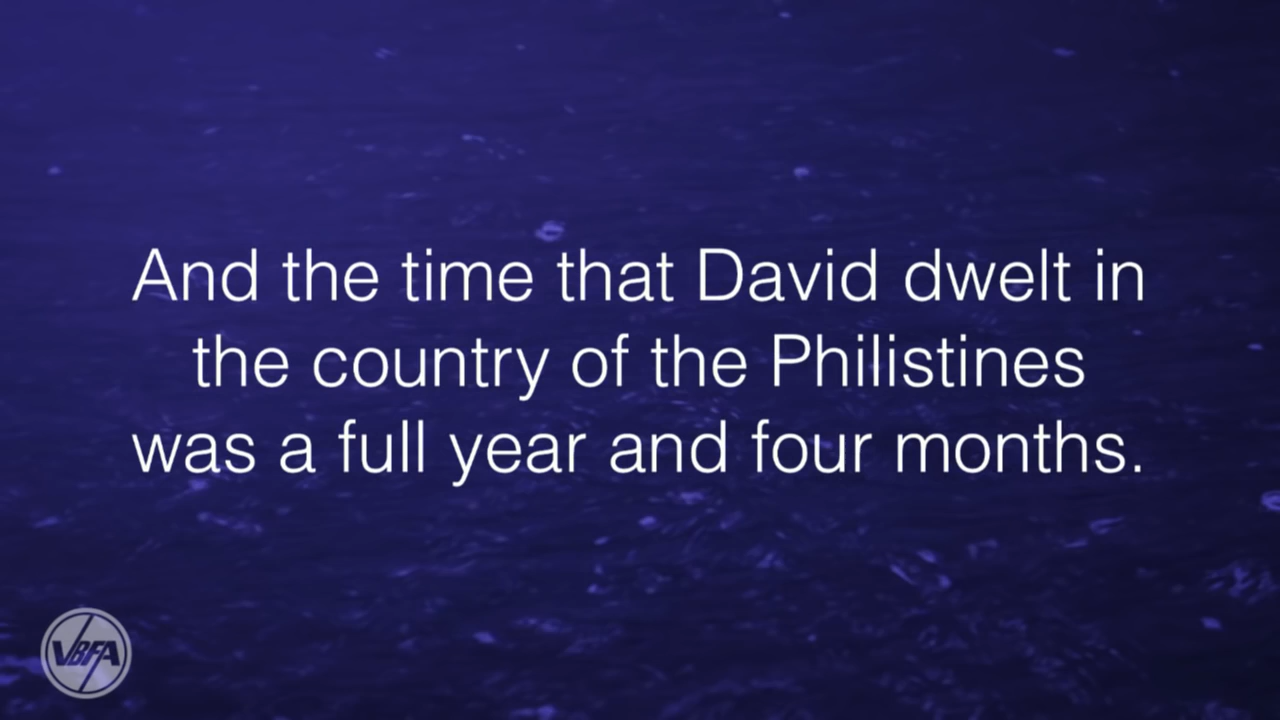 And the time that David dwelt in
the country of the Philistines
was a full year and four months.
VBFA